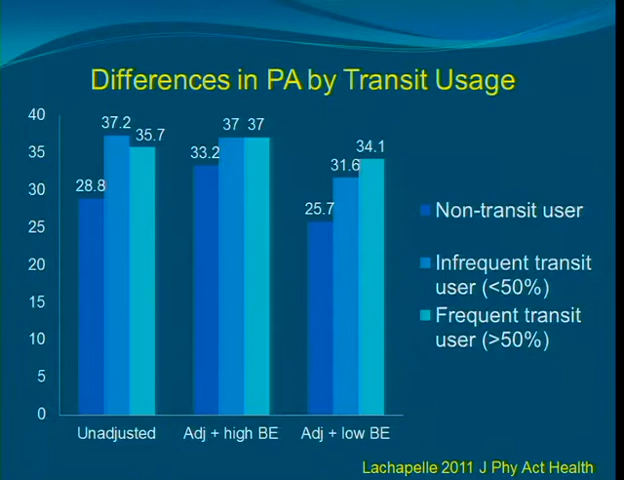 Differences in PA by Transit Usage
40
35
30
25
20
15
10
5
0
28.8
37.2
35.7
33.2
37
37
25.7
31.6
34.1
Unadjusted
Adj + high BE
Adj + low BE
Non-transit user
Infrequent transit
user (<50%)
Frequent transit
user (>50%)
Lachapelle 2011 J Phy Act Health